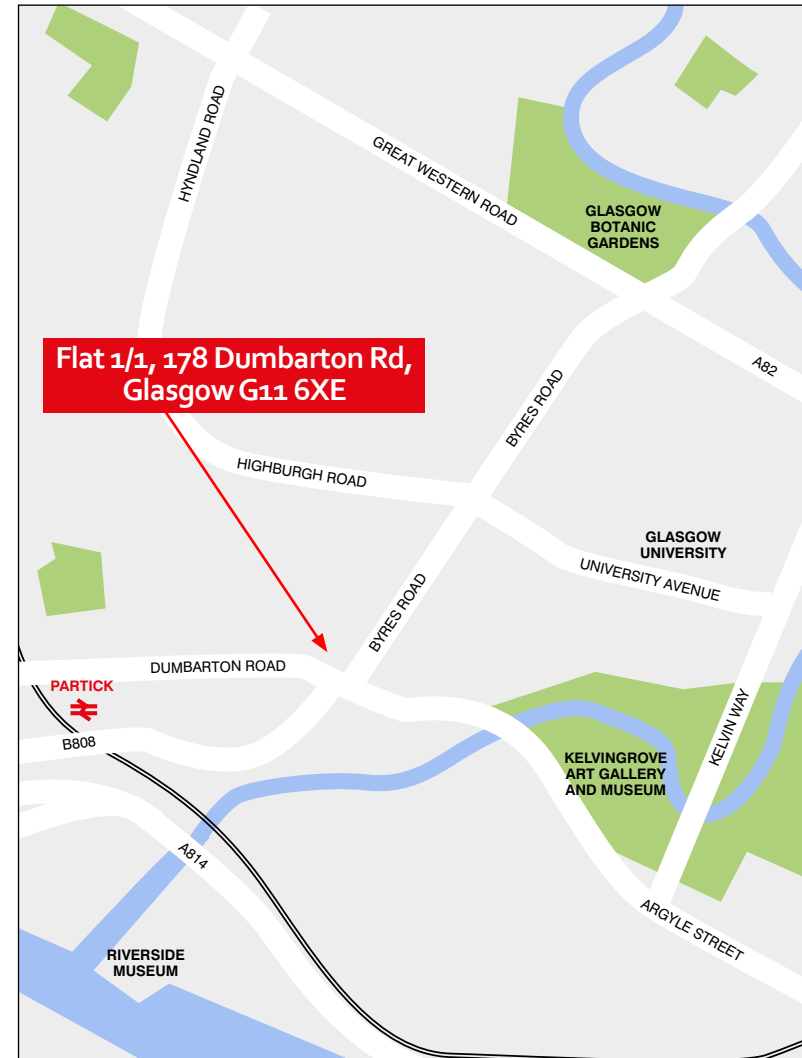 HYNDLAND ROAD
GREAT WESTERN ROAD
GLASGOW
BOTANIC
GARDENS
Flat 1/1, 178 Dumbarton Rd,
Glasgow G11 6XE
A82
BYRES ROAD
HIGHBURGH ROAD
GLASGOW
UNIVERSITY
UNIVERSITY AVENUE
BYRES ROAD
DUMBARTON ROAD
PARTICK
B808
KELVIN WAY
KELVINGROVE
ART GALLERY
AND MUSEUM
A814
ARGYLE STREET
RIVERSIDE
MUSEUM